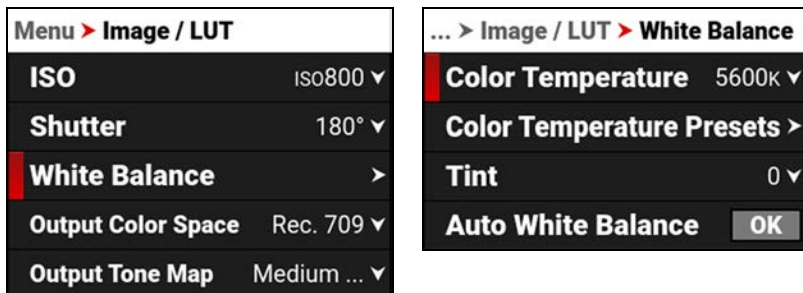 Menu > Image / LUT
ISO ISO800
Shutter 180°
White Balance >
Output Color Space Rec. 709
Output Tone Map Medium ...
... > Image / LUT > White Balance
Color Temperature 5600K
Color Temperature Presets >
Tint 0
Auto White Balance OK